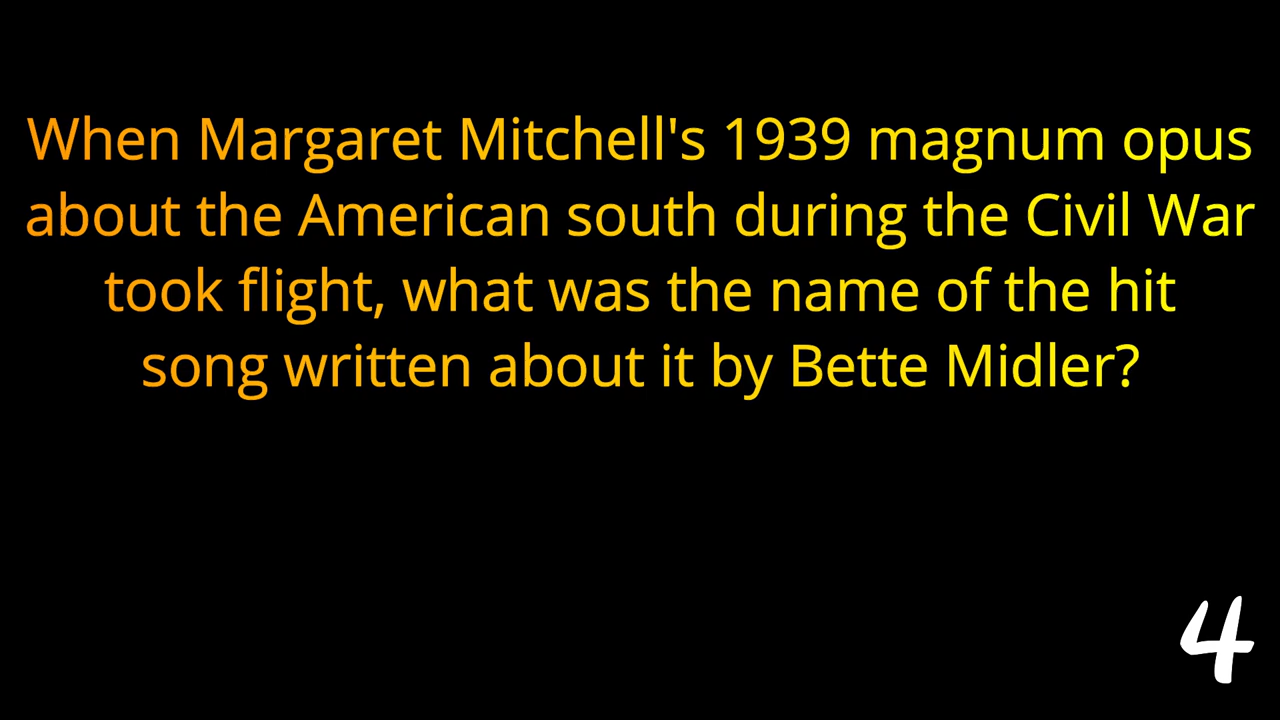 When Margaret Mitchell's 1939 magnum opus
about the American south during the Civil War
took flight, what was the name of the hit
song written about it by Bette Midler?
4